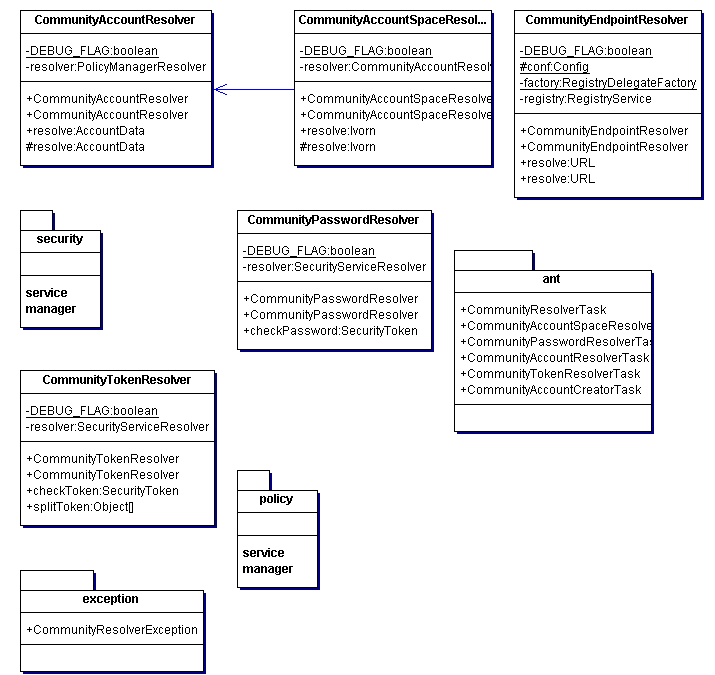 CommunityAccountResolver
-DEBUG_FLAG:boolean
-resolver:PolicyManagerResolver
+CommunityAccountResolver
+CommunityAccountResolver
+resolve:AccountData
#resolve:AccountData
CommunityAccountSpaceResol...
-DEBUG_FLAG:boolean
-resolver:CommunityAccountResolv
+CommunityAccountSpaceResolve
+CommunityAccountSpaceResolve
+resolve:Ivorn
#resolve:Ivorn
CommunityEndpointResolver
-DEBUG_FLAG:boolean
#conf:Config
-factory:RegistryDelegateFactory
-registry:RegistryService
+CommunityEndpointResolver
+CommunityEndpointResolver
+resolve:URL
+resolve:URL
security
service
manager
CommunityPasswordResolver
-DEBUG_FLAG:boolean
-resolver:SecurityServiceResolver
+CommunityPasswordResolver
+CommunityPasswordResolver
+checkPassword:SecurityToken
ant
+CommunityResolverTask
+CommunityAccountSpaceResolve
+CommunityPasswordResolverTas
+CommunityAccountResolverTask
+CommunityTokenResolverTask
+CommunityAccountCreatorTask
CommunityTokenResolver
-DEBUG_FLAG:boolean
-resolver:SecurityServiceResolver
+CommunityTokenResolver
+CommunityTokenResolver
+checkToken:SecurityToken
+splitToken:Object[]
policy
service
manager
exception
+CommunityResolverException